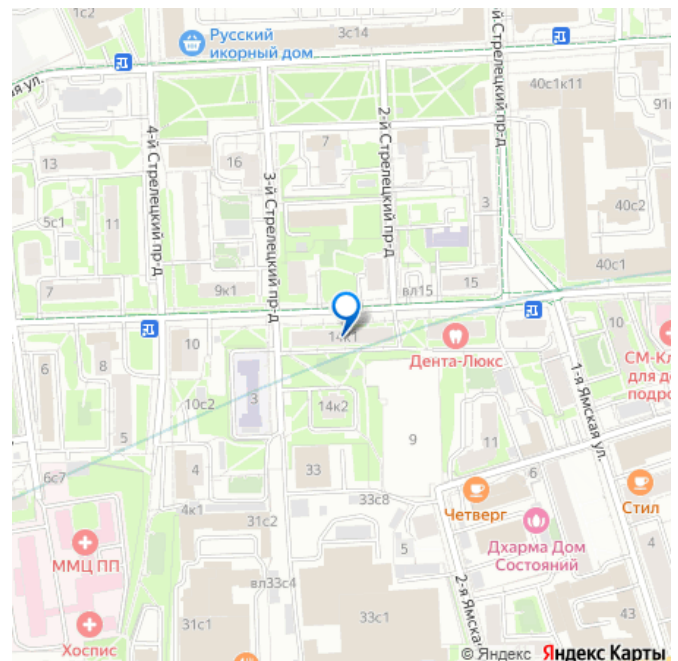 1с2
Русский
икорный дом
3с14
я ул.
й Стрелецкий пр-д
40с1к11
91
4-й Стрелецкий пр-д
2-й Стрелецкий пр-д
3-й Стрелецкий пр-д
13
16
7
5с1
11
3
40с2
40с1
7
9к1
вл15
15
14к1
10
10
Дента-Люкс
СМ-Кл
для де
подро
6
8
10с2
3
5
14к2
1-я Ямская ул.
9
11
6с7
4
33
6
4к1
33с8
Четверг
Стил
31с2
ММЦ ПП
5
Дхарма Дом
Состояний
4
вл33с4
2-я Ямская
Хоспис
31с1
33с1
43
© Яндекс Яндекс Карты